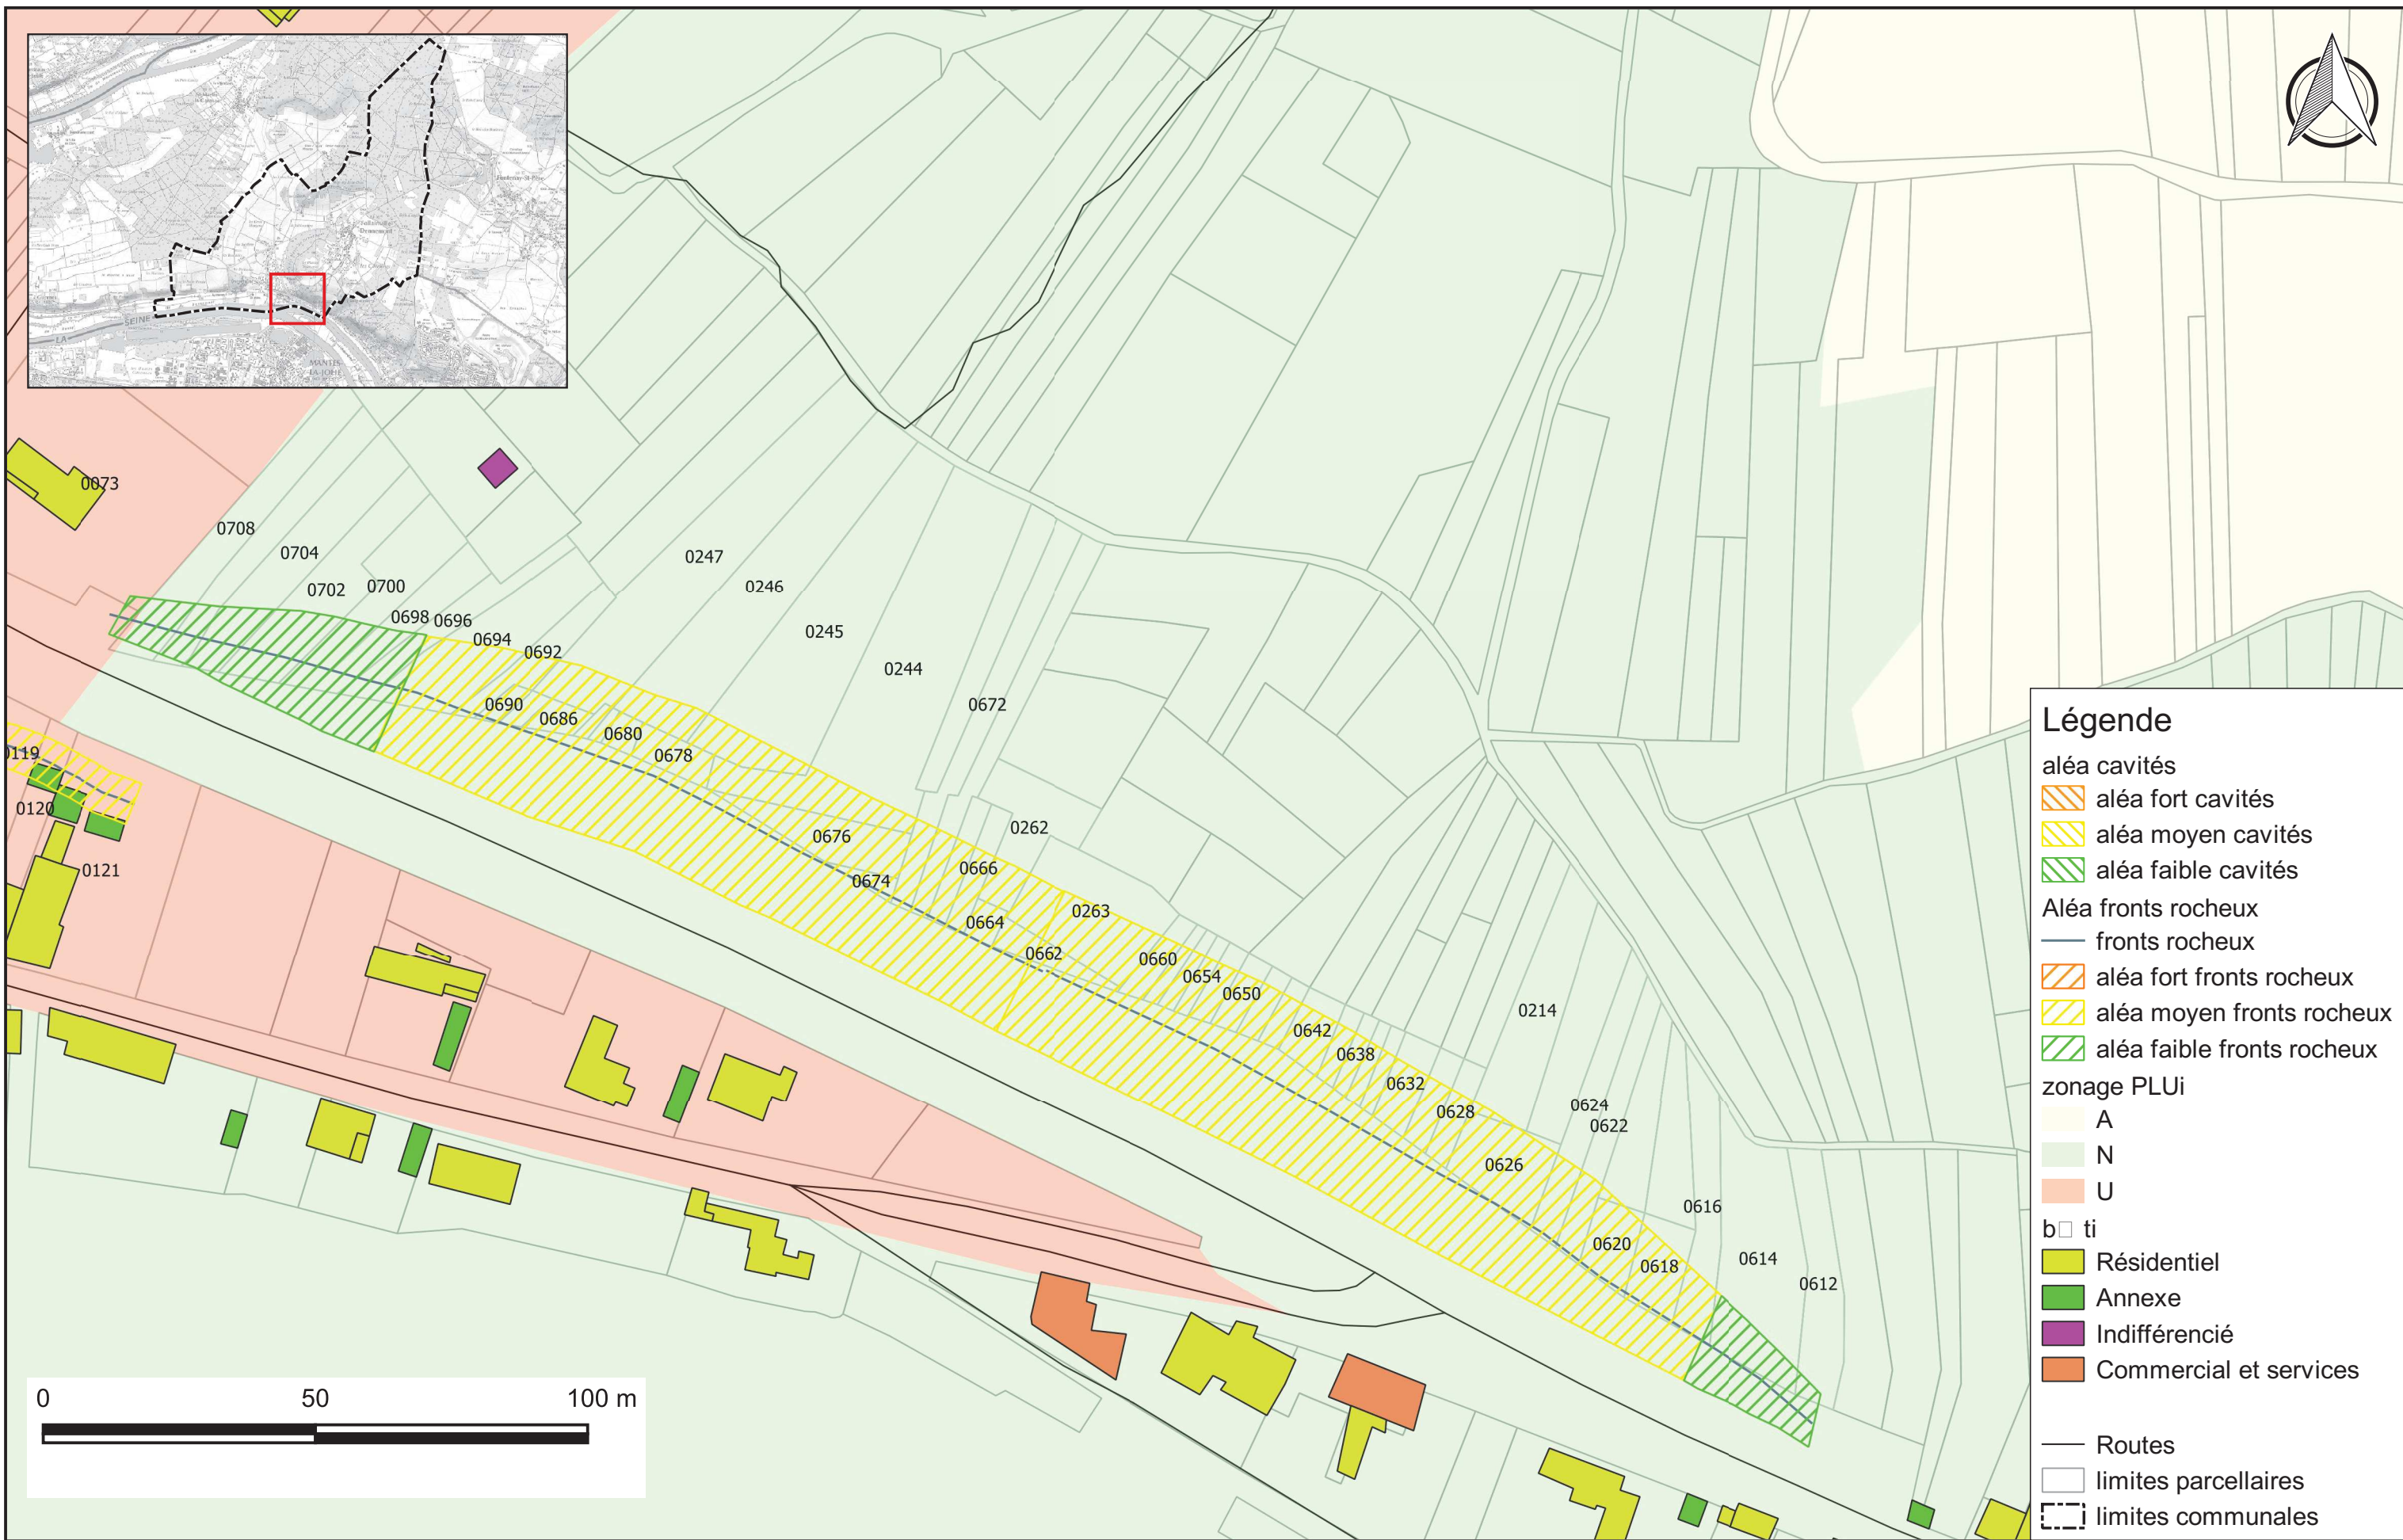 SEINE
LA
MANTES
LA-JOLIE
0073
0708
0704
0702
0700
0698
0696
0694
0692
0247
0246
0245
0244
0672
0690
0686
0680
0678
0119
0120
0121
0676
0674
0262
0666
0664
0662
0263
0660
0654
0650
0642
0638
0632
0628
0214
0624
0622
0626
0616
0620
0618
0614
0612
Légende
aléa cavités
aléa fort cavités
aléa moyen cavités
aléa faible cavités
Aléa fronts rocheux
fronts rocheux
aléa fort fronts rocheux
aléa moyen fronts rocheux
aléa faible fronts rocheux
zonage PLUi
A
N
U
b□ ti
Résidentiel
Annexe
Indifférencié
Commercial et services
Routes
limites parcellaires
limites communales
0 50 100 m